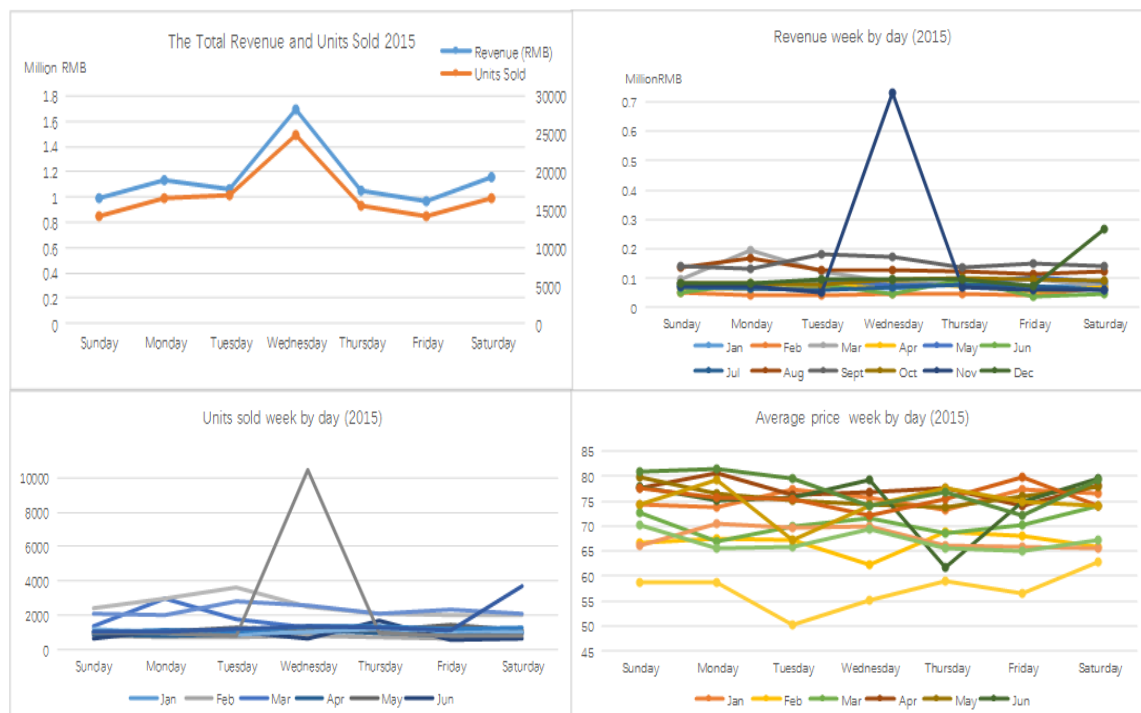 The Total Revenue and Units Sold 2015
Revenue (RMB)
Units Sold
Million RMB
1.8
1.6
1.4
1.2
1
0.8
0.6
0.4
0.2
0
30000
25000
20000
15000
10000
5000
0
Sunday Monday Tuesday Wednesday Thursday Friday Saturday
Revenue week by day (2015)
MillionRMB
0.7
0.6
0.5
0.4
0.3
0.2
0.1
0
Sunday Monday Tuesday Wednesday Thursday Friday Saturday
Jan Feb Mar Apr May Jun
Jul Aug Sept Oct Nov Dec
Units sold week by day (2015)
10000
8000
6000
4000
2000
0
Sunday Monday Tuesday Wednesday Thursday Friday Saturday
Jan Feb Mar Apr May Jun
Average price week by day (2015)
85
80
75
70
65
60
55
50
45
Sunday Monday Tuesday Wednesday Thursday Friday Saturday
Jan Feb Mar Apr May Jun